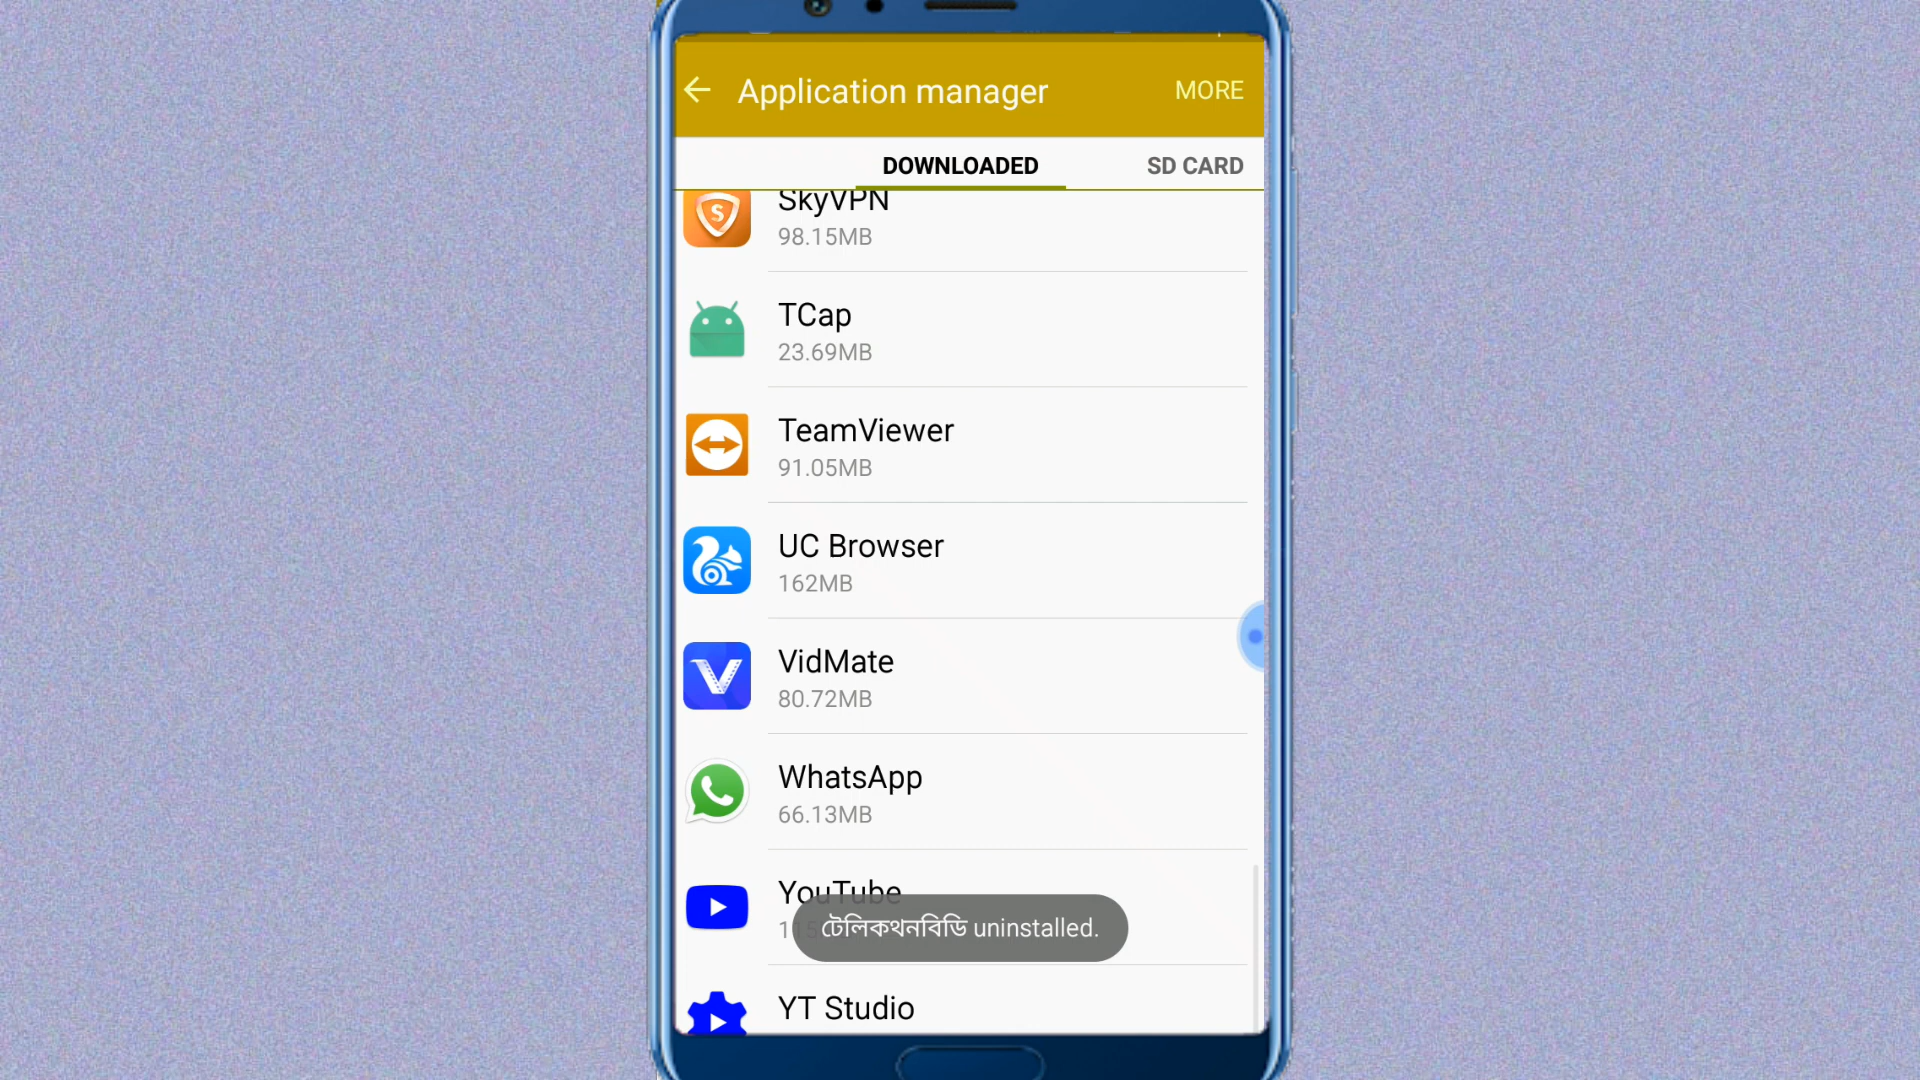 Application manager
MORE
DOWNLOADED
SD CARD
SkyVPN
98.15MB
TCap
23.69MB
TeamViewer
91.05MB
UC Browser
162MB
VidMate
80.72MB
WhatsApp
66.13MB
YouTube
টেলিকথনবিডি uninstalled.
YT Studio